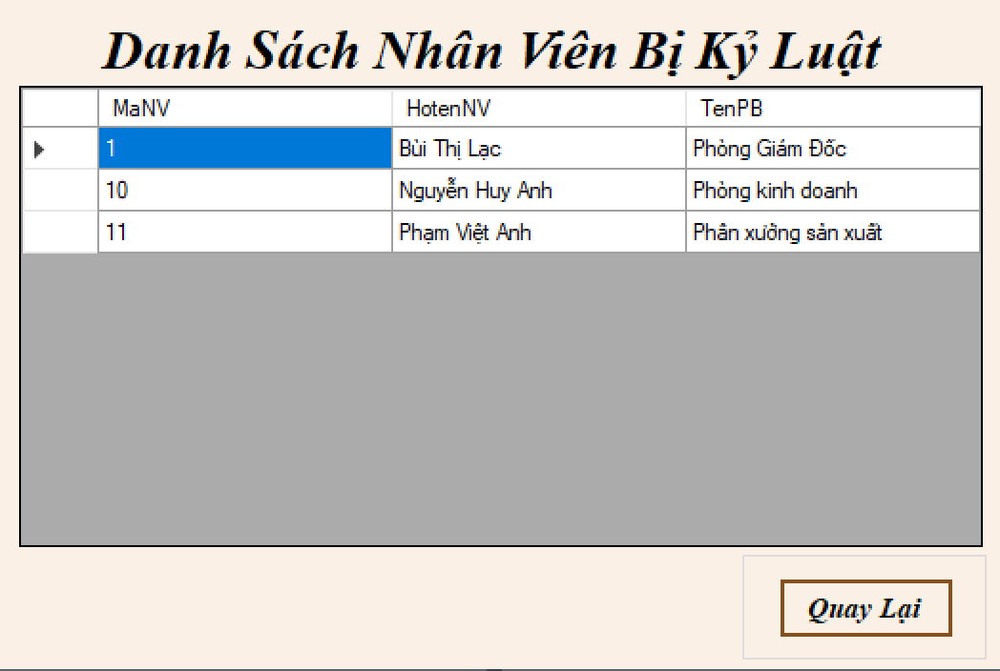 Danh Sách Nhân Viên Bị Kỷ Luật
MaNV HotenNV TenPB
1 Bùi Thị Lạc Phòng Giám Đốc
10 Nguyễn Huy Anh Phòng kinh doanh
11 Phạm Việt Anh Phân xưởng sản xuất
Quay Lại